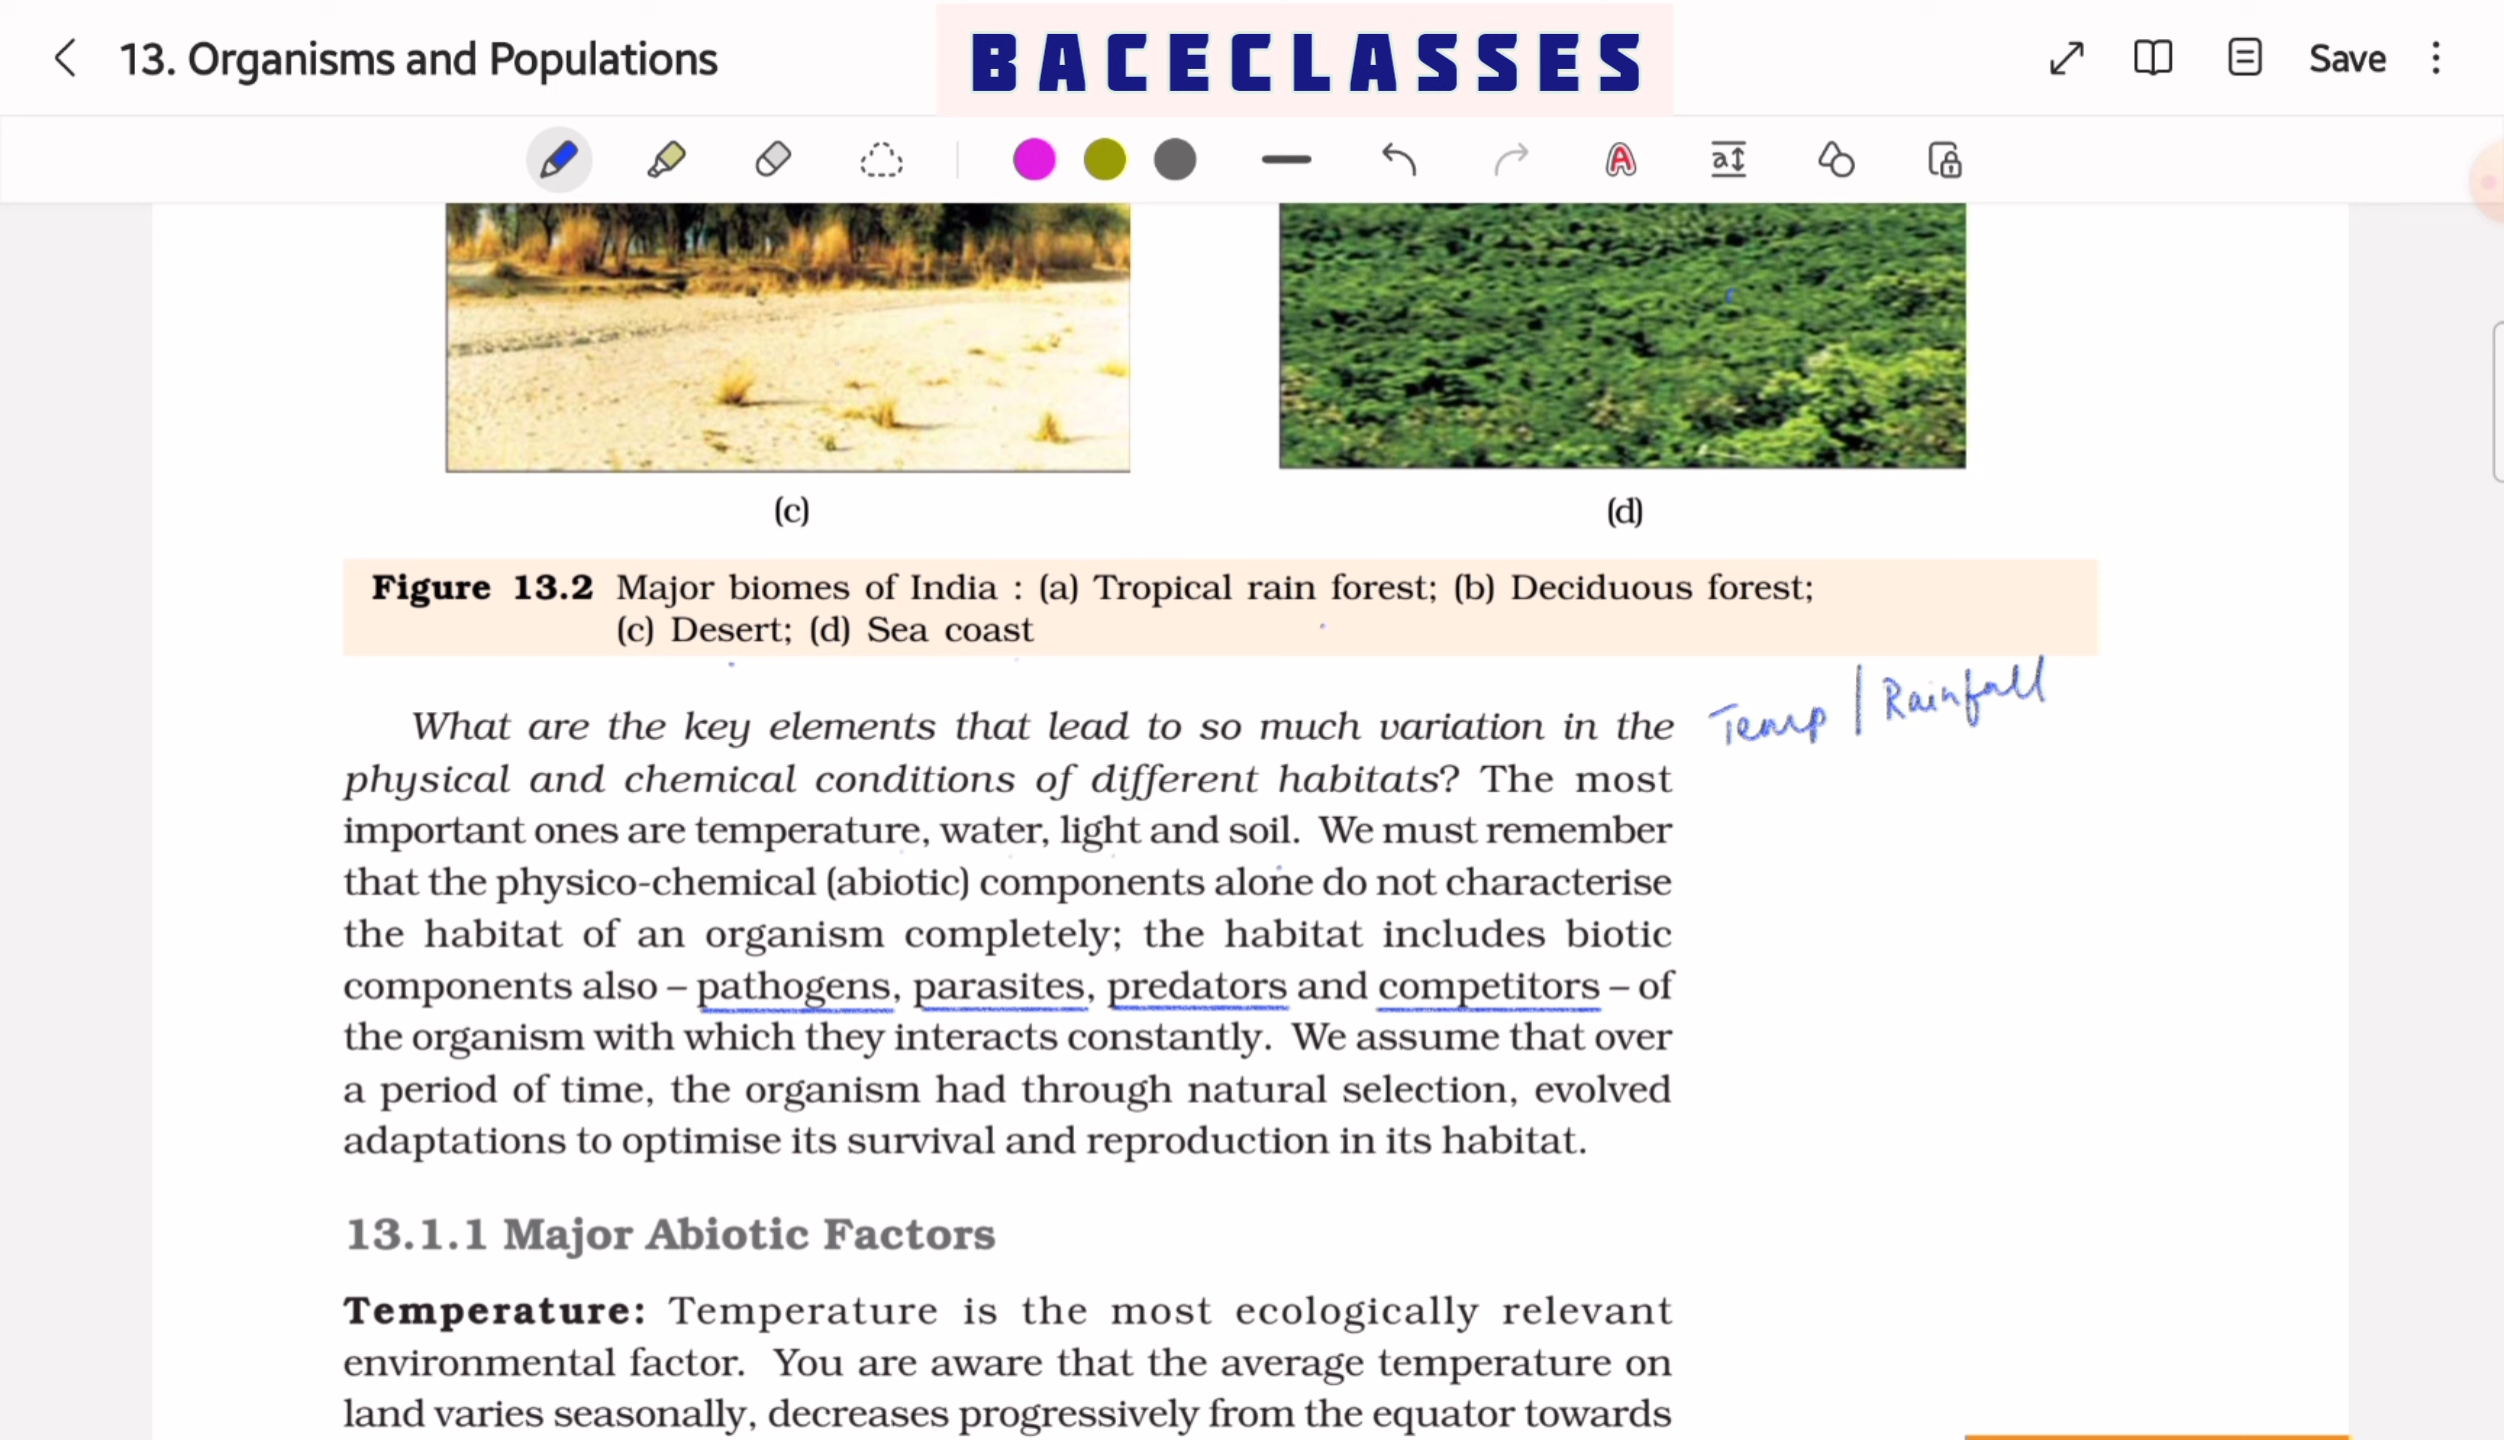 13. Organisms and Populations
BACECLASSES
Save
A
a
(c)
(d)
Figure 13.2 Major biomes of India : (a) Tropical rain forest; (b) Deciduous forest;
(c) Desert; (d) Sea coast
Temp | Rainfall
What are the key elements that lead to so much variation in the
physical and chemical conditions of different habitats? The most
important ones are temperature, water, light and soil. We must remember
that the physico-chemical (abiotic) components alone do not characterise
the habitat of an organism completely; the habitat includes biotic
components also – pathogens, parasites, predators and competitors – of
the organism with which they interacts constantly. We assume that over
a period of time, the organism had through natural selection, evolved
adaptations to optimise its survival and reproduction in its habitat.
13.1.1 Major Abiotic Factors
Temperature: Temperature is the most ecologically relevant
environmental factor. You are aware that the average temperature on
land varies seasonally, decreases progressively from the equator towards